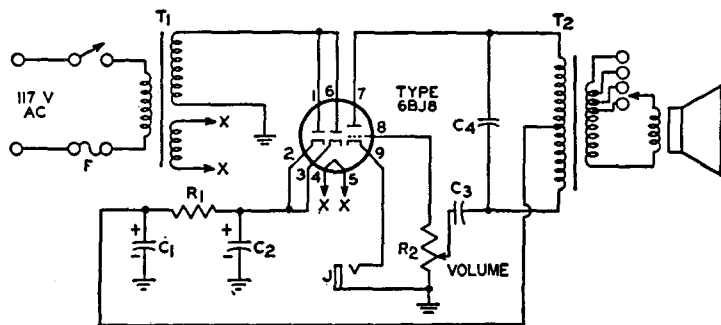 T1
T2
117 V
AC
F
X
X
1
6
7
TYPE
6BJ8
8
9
2
3
4
5
X
X
C4
C3
R1
R2
VOLUME
+
-
C1
+
-
C2
J